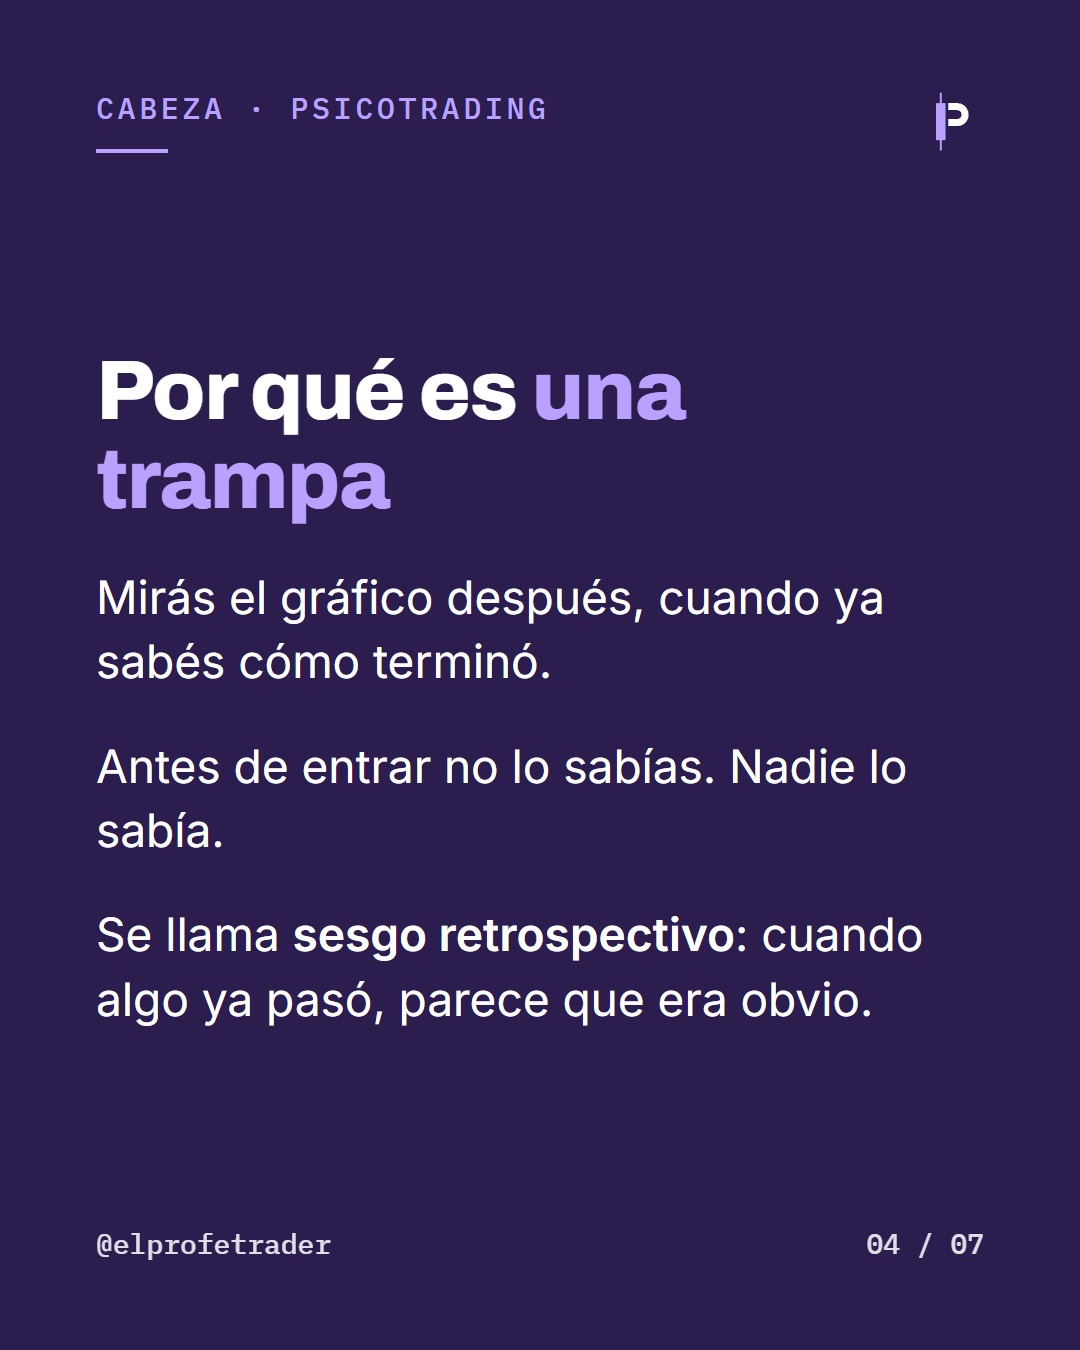 CABEZA · PSICOTRADING
P
Por qué es una
trampa
Mirás el gráfico después, cuando ya
sabés cómo terminó.
Antes de entrar no lo sabías. Nadie lo
sabía.
Se llama sesgo retrospectivo: cuando
algo ya pasó, parece que era obvio.
@elprofetrader
04 / 07